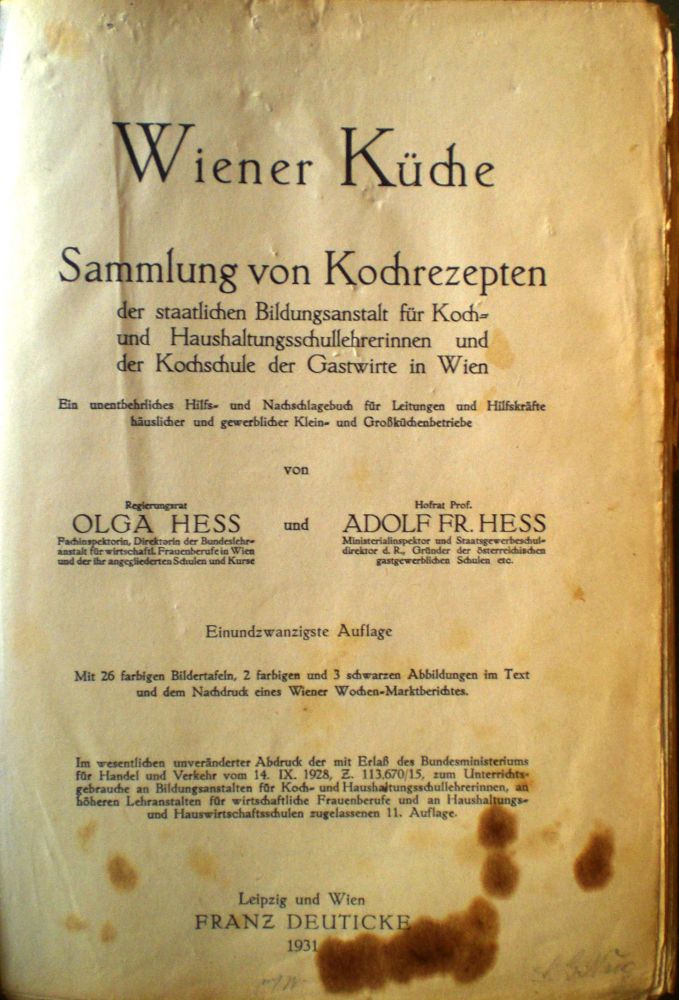 Wiener Küche
Sammlung von Kochrezepten
der staatlichen Bildungsanstalt für Koch-
und Haushaltungsschullehrerinnen und
der Kochschule der Gastwirte in Wien
Ein unentbehrliches Hilfs- und Nachschlagebuch für Leitungen und Hilfskräfte
häuslicher und gewerblicher Klein- und Großküchenbetriebe
von
Regierungsrat
OLGA HESS
Fachinspektorin, Direktorin der Bundeslehr-
anstalt für wirtschaftl. Frauenberufe in Wien
und der ihr angegliederten Schulen und Kurse
und
Hofrat Prof.
ADOLF FR. HESS
Ministerialinspektor und Staatsgewerbeschul-
direktor d. R., Gründer der österreichischen
gastgewerblichen Schulen etc.
Einundzwanzigste Auflage
Mit 26 farbigen Bildertafeln, 2 farbigen und 3 schwarzen Abbildungen im Text
und dem Nachdruck eines Wiener Wochen-Marktberichtes.
Im wesentlichen unveränderter Abdruck der mit Erlaß des Bundesministeriums
für Handel und Verkehr vom 14. IX. 1928, Z. 113.670/15, zum Unterrichts-
gebrauche an Bildungsanstalten für Koch- und Haushaltungsschullehrerinnen, an
höheren Lehranstalten für wirtschaftliche Frauenberufe und an Haushaltungs-
und Hauswirtschaftsschulen zugelassenen 11. Auflage.
Leipzig und Wien
FRANZ DEUTICKE
1931